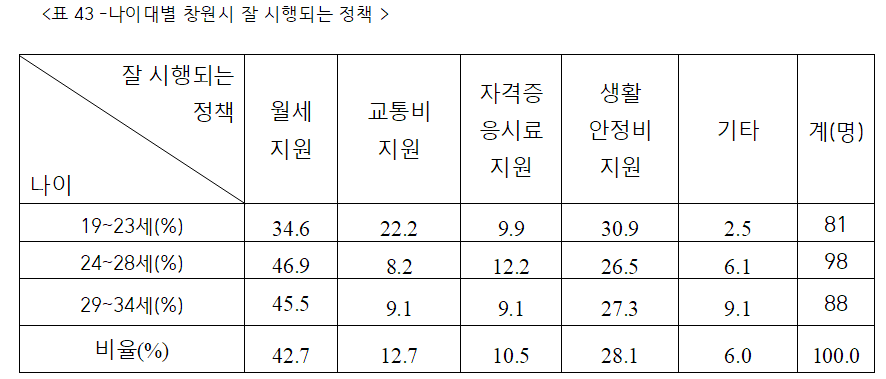 <표 43 -나이대별 창원시 잘 시행되는 정책 >
잘 시행되는
정책
나이
월세
지원
교통비
지원
자격증
응시료
지원
생활
안정비
지원
기타
계(명)
19~23세(%) 34.6 22.2 9.9 30.9 2.5 81
24~28세(%) 46.9 8.2 12.2 26.5 6.1 98
29~34세(%) 45.5 9.1 9.1 27.3 9.1 88
비율(%) 42.7 12.7 10.5 28.1 6.0 100.0